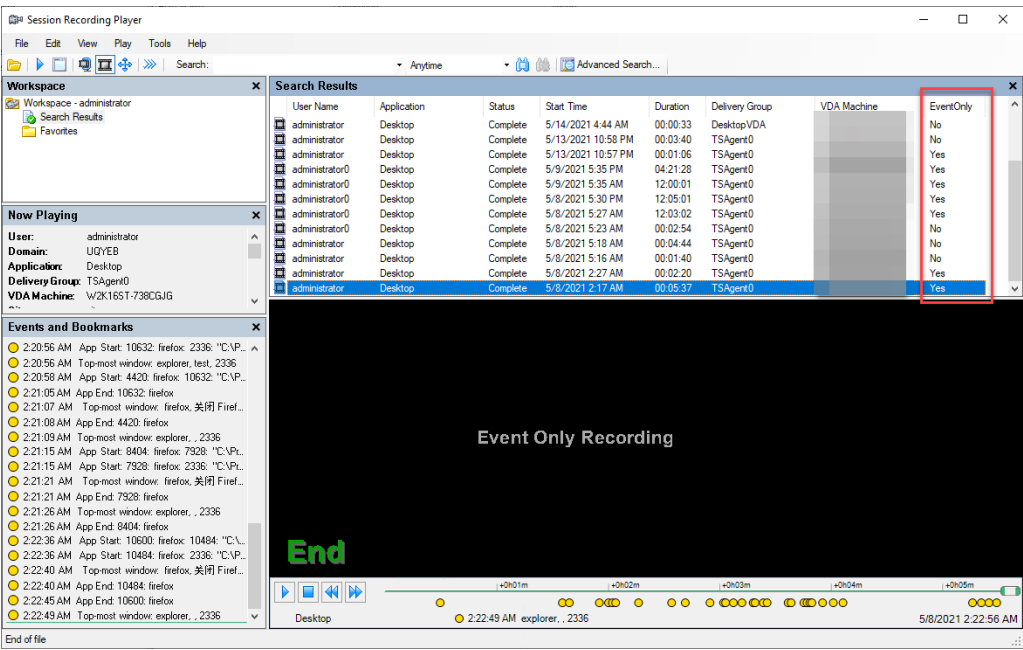 Session Recording Player
File Edit View Play Tools Help
Search: Anytime Advanced Search...
Workspace
Workspace - administrator
Search Results
Favorites
Now Playing
User: administrator
Domain: UQYEB
Application: Desktop
Delivery Group: TSAgent0
VDA Machine: W2K16ST-738CGJG
Events and Bookmarks
2:20:56 AM App Start: 10632: firefox: 2336: "C:\P...
2:20:56 AM Top-most window: explorer, test, 2336
2:20:58 AM App Start: 4420: firefox: 10632: "C:\P...
2:21:05 AM App End: 10632: firefox
2:21:07 AM Top-most window: firefox, 关闭 Firef...
2:21:08 AM App End: 4420: firefox
2:21:09 AM Top-most window: explorer, , 2336
2:21:15 AM App Start: 8404: firefox: 7928: "C:\Pr...
2:21:15 AM App Start: 7928: firefox: 2336: "C:\Pr...
2:21:21 AM Top-most window: firefox, 关闭 Firef...
2:21:21 AM App End: 7928: firefox
2:21:26 AM Top-most window: explorer, , 2336
2:21:26 AM App End: 8404: firefox
2:22:36 AM App Start: 10600: firefox: 10484: "C:\...
2:22:36 AM App Start: 10484: firefox: 2336: "C:\P...
2:22:40 AM Top-most window: firefox, 关闭 Firef...
2:22:40 AM App End: 10484: firefox
2:22:45 AM App End: 10600: firefox
2:22:49 AM Top-most window: explorer, , 2336
Search Results
User Name Application Status Start Time Duration Delivery Group VDA Machine EventOnly
administrator Desktop Complete 5/14/2021 4:44 AM 00:00:33 DesktopVDA No
administrator Desktop Complete 5/13/2021 10:58 PM 00:03:40 TSAgent0 No
administrator Desktop Complete 5/13/2021 10:57 PM 00:01:06 TSAgent0 Yes
administrator0 Desktop Complete 5/9/2021 5:35 PM 04:21:28 TSAgent0 Yes
administrator0 Desktop Complete 5/9/2021 5:35 AM 12:00:01 TSAgent0 Yes
administrator0 Desktop Complete 5/8/2021 5:30 PM 12:05:01 TSAgent0 Yes
administrator0 Desktop Complete 5/8/2021 5:27 AM 12:03:02 TSAgent0 Yes
administrator0 Desktop Complete 5/8/2021 5:23 AM 00:02:54 TSAgent0 No
administrator Desktop Complete 5/8/2021 5:18 AM 00:04:44 TSAgent0 No
administrator Desktop Complete 5/8/2021 5:16 AM 00:01:40 TSAgent0 No
administrator Desktop Complete 5/8/2021 2:27 AM 00:02:20 TSAgent0 Yes
administrator Desktop Complete 5/8/2021 2:17 AM 00:05:37 TSAgent0 Yes
Event Only Recording
End
+0h01m +0h02m +0h03m +0h04m +0h05m
Desktop 2:22:49 AM explorer, , 2336 5/8/2021 2:22:56 AM
End of file